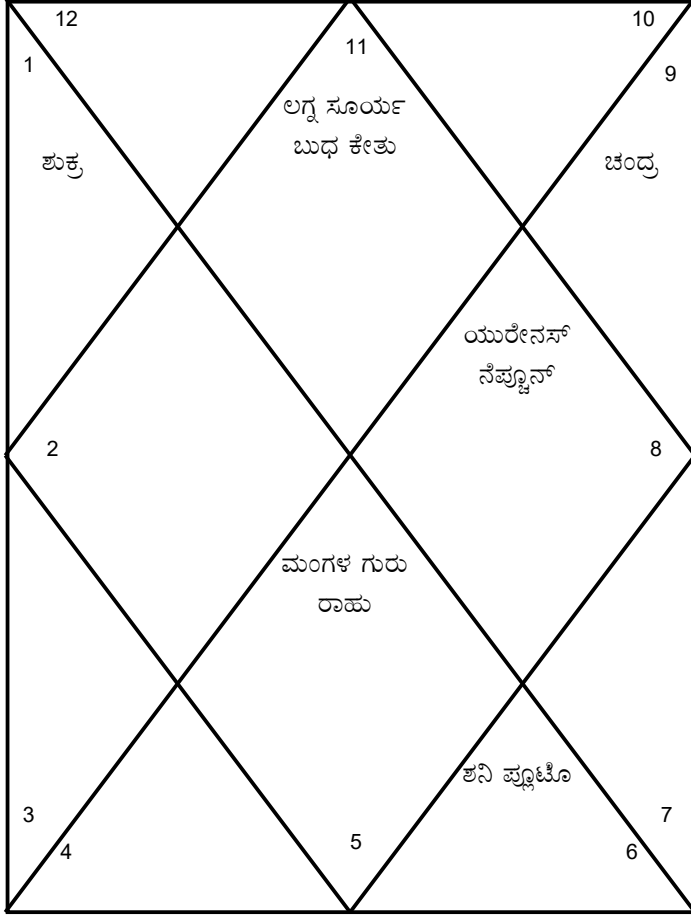 12
11
10
1
9
ಲಗ್ನ ಸೂರ್ಯ
ಬುಧ ಕೇತು
ಶುಕ್ರ
ಚಂದ್ರ
ಯುರೇನಸ್
ನೆಪ್ಚೂನ್
2
8
ಮಂಗಳ ಗುರು
ರಾಹು
ಶನಿ ಪ್ಲೂಟೊ
3
7
4
5
6